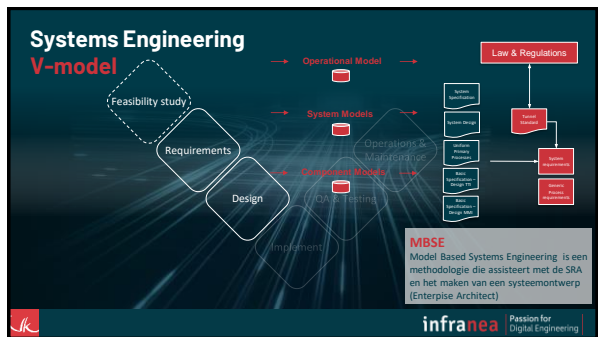 Systems Engineering
V-model
Feasibility study
Requirements
Design
Implement
QA & Testing
Operations &
Maintenance
Operational Model
System Models
Component Models
System
Specification
System Design
Uniform
Primary
Processes
Basic
Specification –
Design TTI
Basic
Specification –
Design MMI
Law & Regulations
Tunnel
Standard
System
requirements
Generic
Process
requirements
MBSE
Model Based Systems Engineering is een
methodologie die assisteert met de SRA
en het maken van een systeemontwerp
(Enterpise Architect)
infranea
Passion for
Digital Engineering